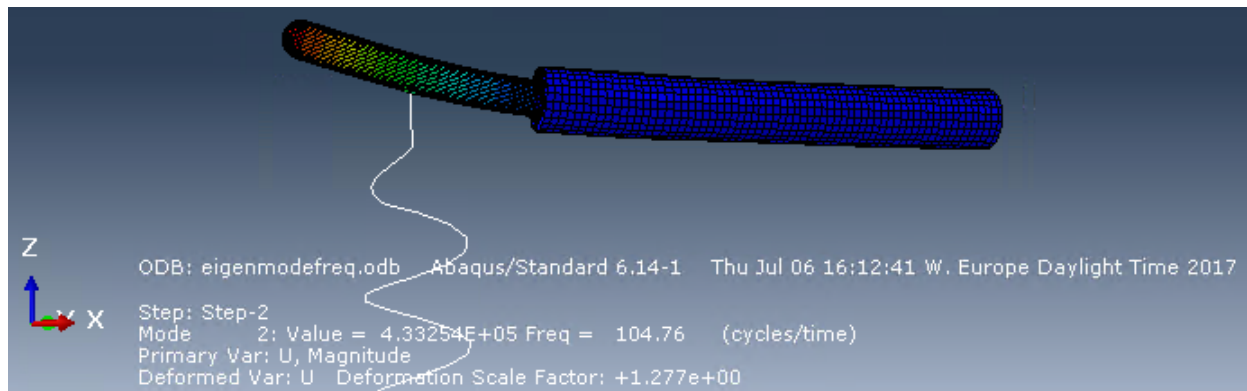 Z
X
Y
ODB: eigenmodefreq.odb Abaqus/Standard 6.14-1 Thu Jul 06 16:12:41 W. Europe Daylight Time 2017
Step: Step-2
Mode 2: Value = 4.33254E+05 Freq = 104.76 (cycles/time)
Primary Var: U, Magnitude
Deformed Var: U Deformation Scale Factor: +1.277e+00